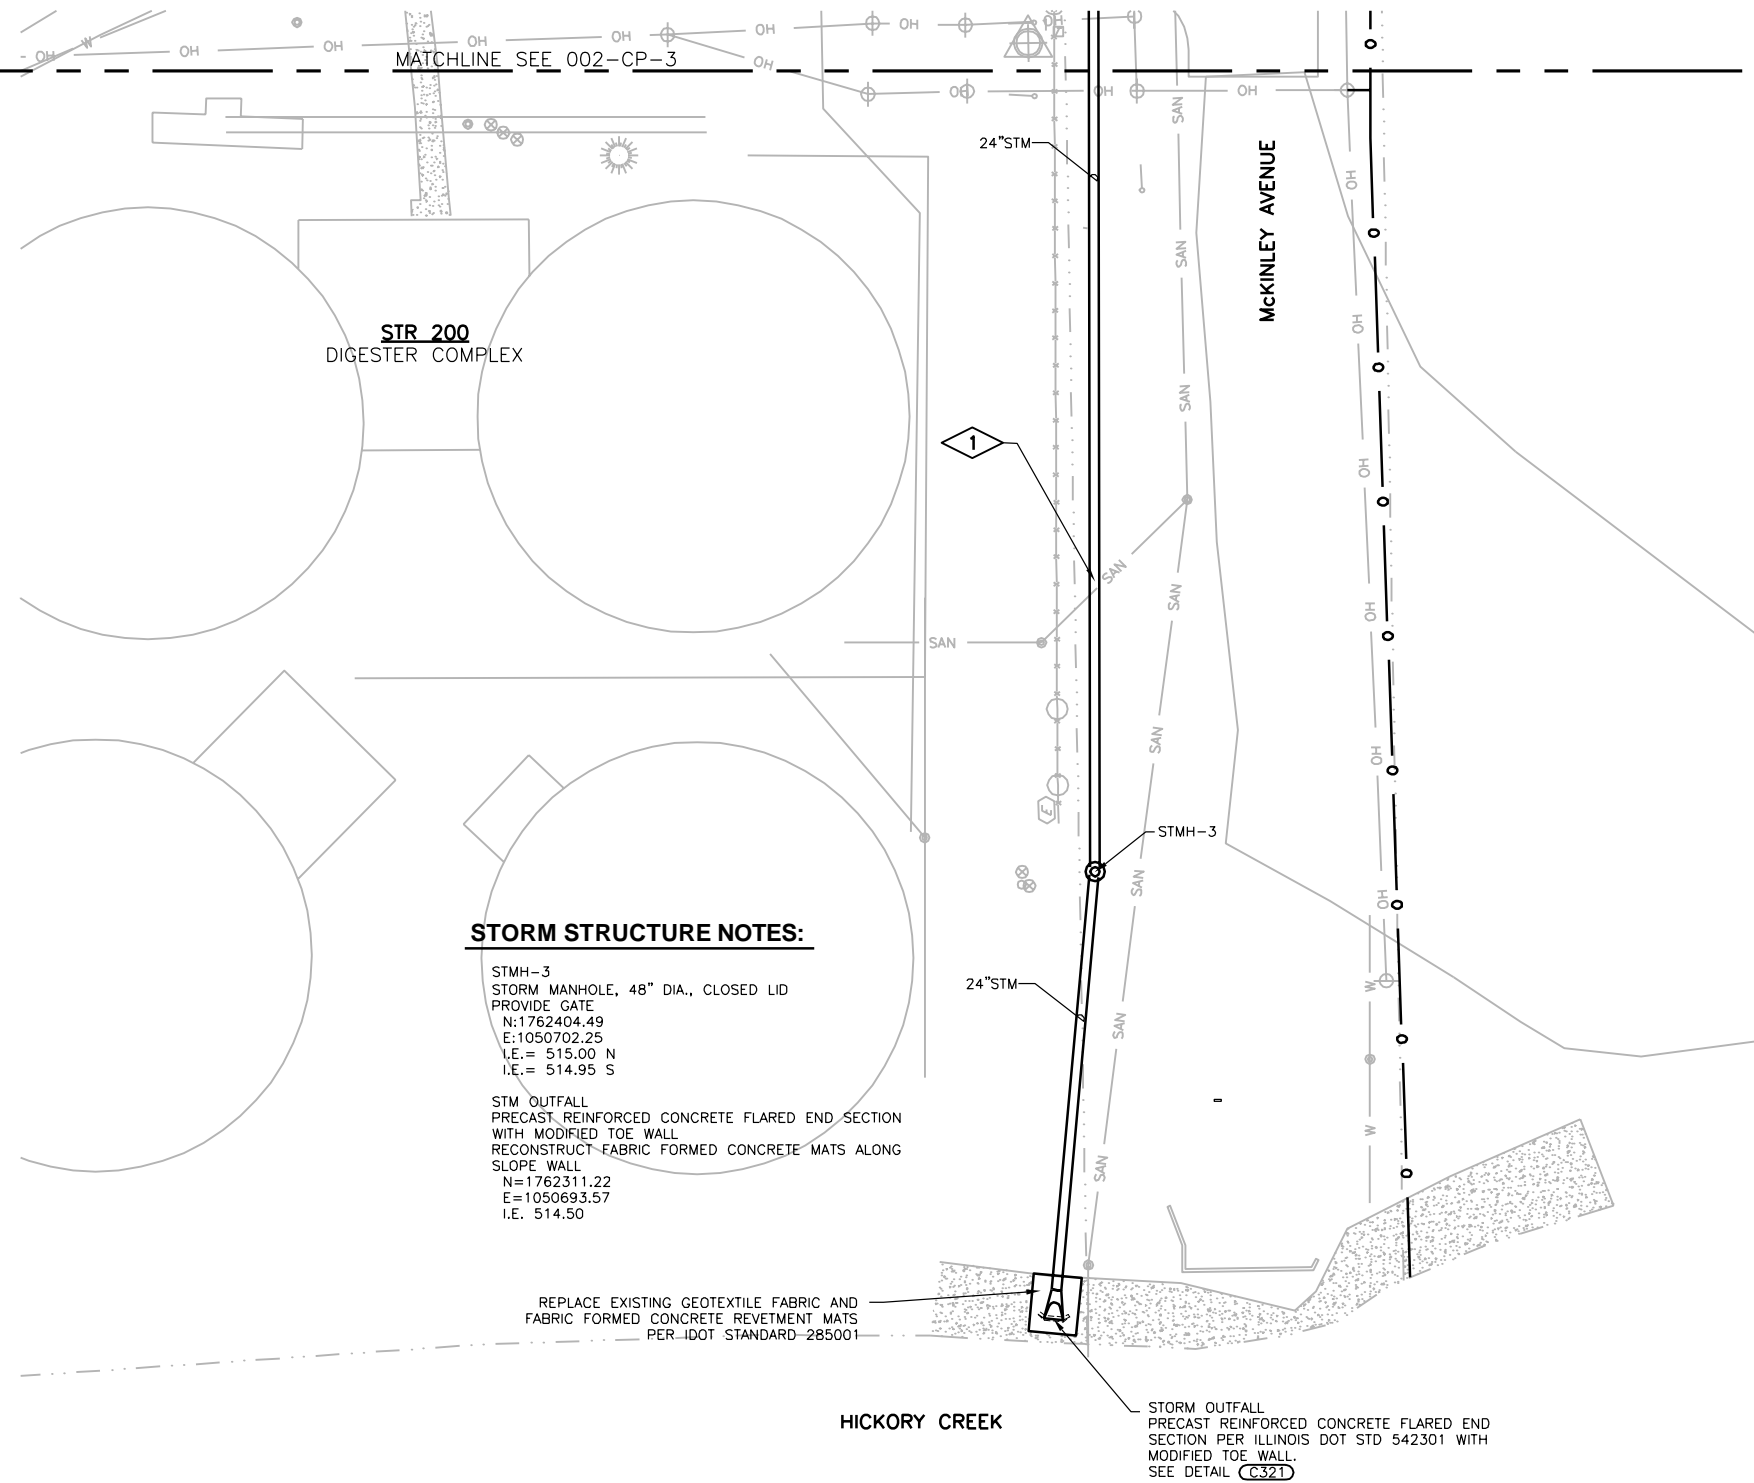 OH
W
OH
OH
OH
OH
OH
OH
OH
OH
MATCHLINE SEE 002-CP-3
OH
OH
OH
OH
SAN
24"STM
McKINLEY AVENUE
OH
SAN
STR 200
DIGESTER COMPLEX
OH
SAN
1
OH
SAN
SAN
OH
SAN
SAN
OH
E
STMH-3
SAN
OH
STORM STRUCTURE NOTES:
STMH-3
STORM MANHOLE, 48" DIA., CLOSED LID
PROVIDE GATE
N:1762404.49
E:1050702.25
I.E.= 515.00 N
I.E.= 514.95 S
24"STM
W
SAN
STM OUTFALL
PRECAST REINFORCED CONCRETE FLARED END SECTION
WITH MODIFIED TOE WALL
RECONSTRUCT FABRIC FORMED CONCRETE MATS ALONG
SLOPE WALL
N=1762311.22
E=1050693.57
I.E. 514.50
W
SAN
REPLACE EXISTING GEOTEXTILE FABRIC AND
FABRIC FORMED CONCRETE REVETMENT MATS
PER IDOT STANDARD 285001
HICKORY CREEK
STORM OUTFALL
PRECAST REINFORCED CONCRETE FLARED END
SECTION PER ILLINOIS DOT STD 542301 WITH
MODIFIED TOE WALL.
SEE DETAIL C321